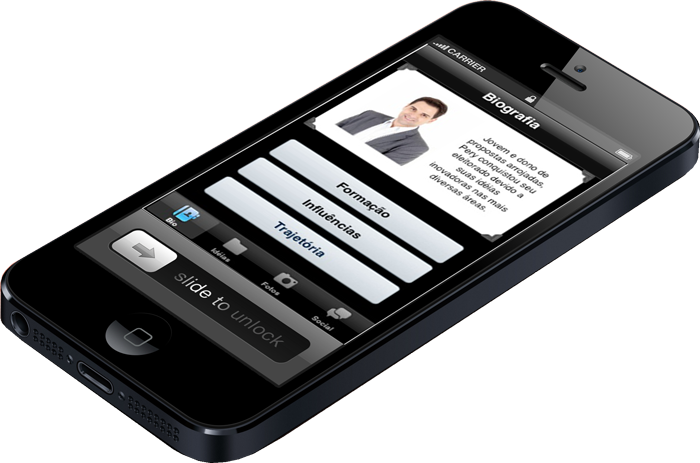 CARRIER
Biografia
Jovem e dono de
propostas arrojadas,
Pery conquistou seu
eleitorado devido a
suas idéias
inovadoras nas mais
diversas áreas.
Formação
Influências
Trajetória
Bio
Mídias
Fotos
Social
slide to unlock